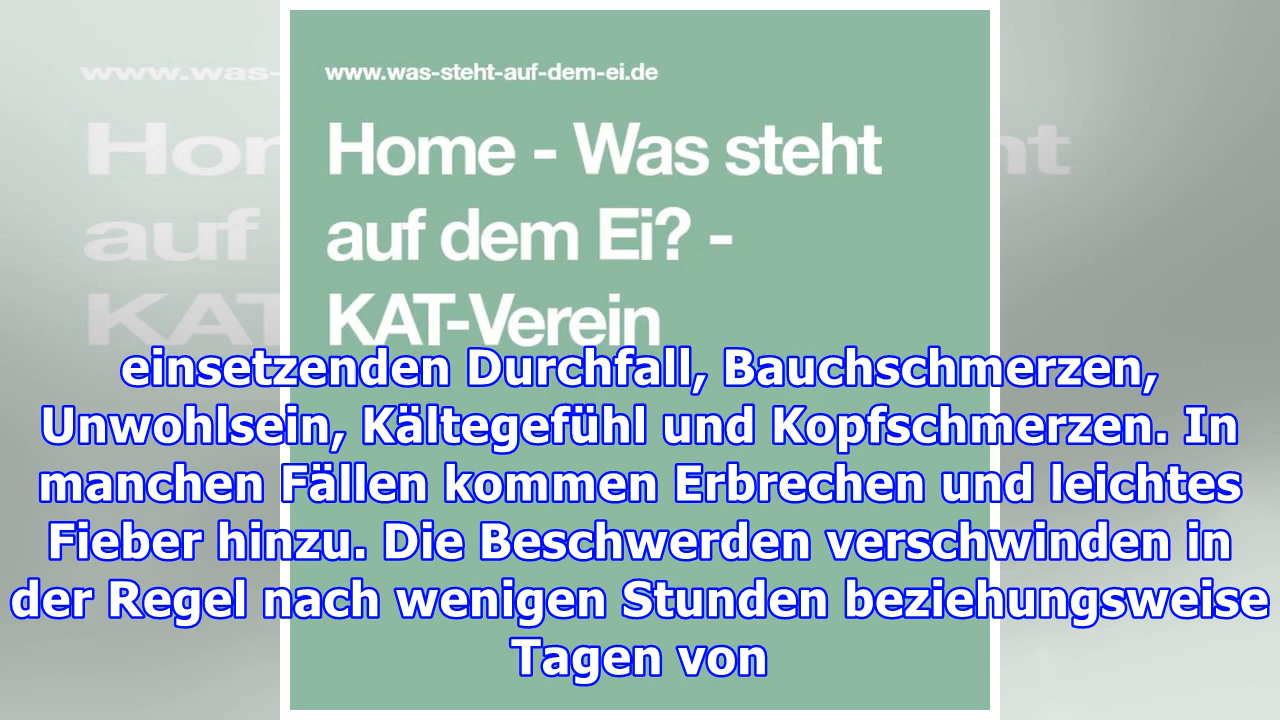 www.was-steht-auf-dem-ei.de
Home - Was steht
auf dem Ei? -
KAT-Verein
einsetzenden Durchfall, Bauchschmerzen,
Unwohlsein, Kältegefühl und Kopfschmerzen. In
manchen Fällen kommen Erbrechen und leichtes
Fieber hinzu. Die Beschwerden verschwinden in
der Regel nach wenigen Stunden beziehungsweise
Tagen von